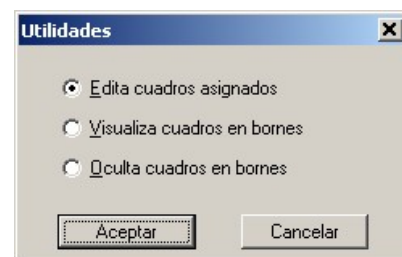 Utilidades
Edita cuadros asignados
Visualiza cuadros en bornes
Oculta cuadros en bornes
Aceptar Cancelar